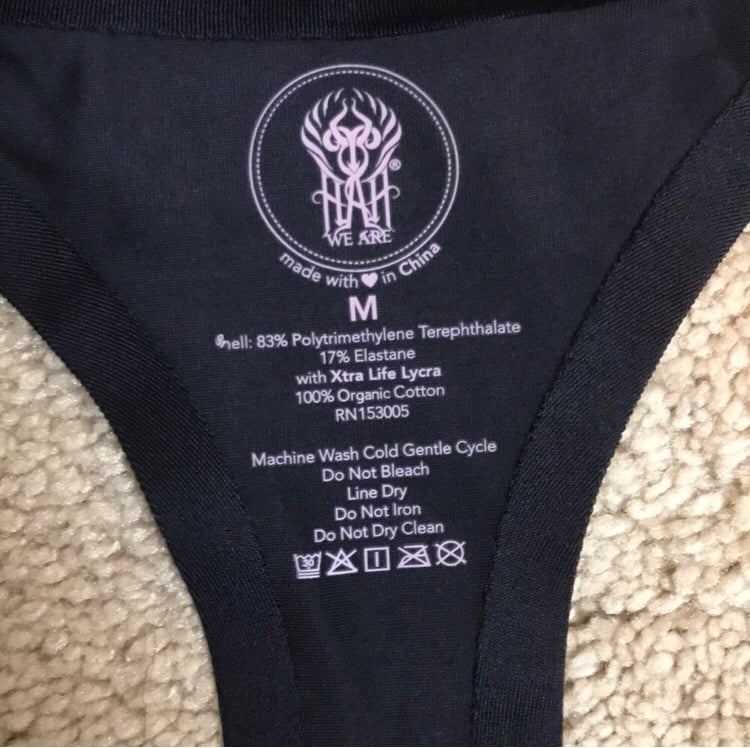 HAH
®
WE ARE
made with ♥ in China
M
Shell: 83% Polytrimethylene Terephthalate
17% Elastane
with Xtra Life Lycra
100% Organic Cotton
RN153005
Machine Wash Cold Gentle Cycle
Do Not Bleach
Line Dry
Do Not Iron
Do Not Dry Clean
30